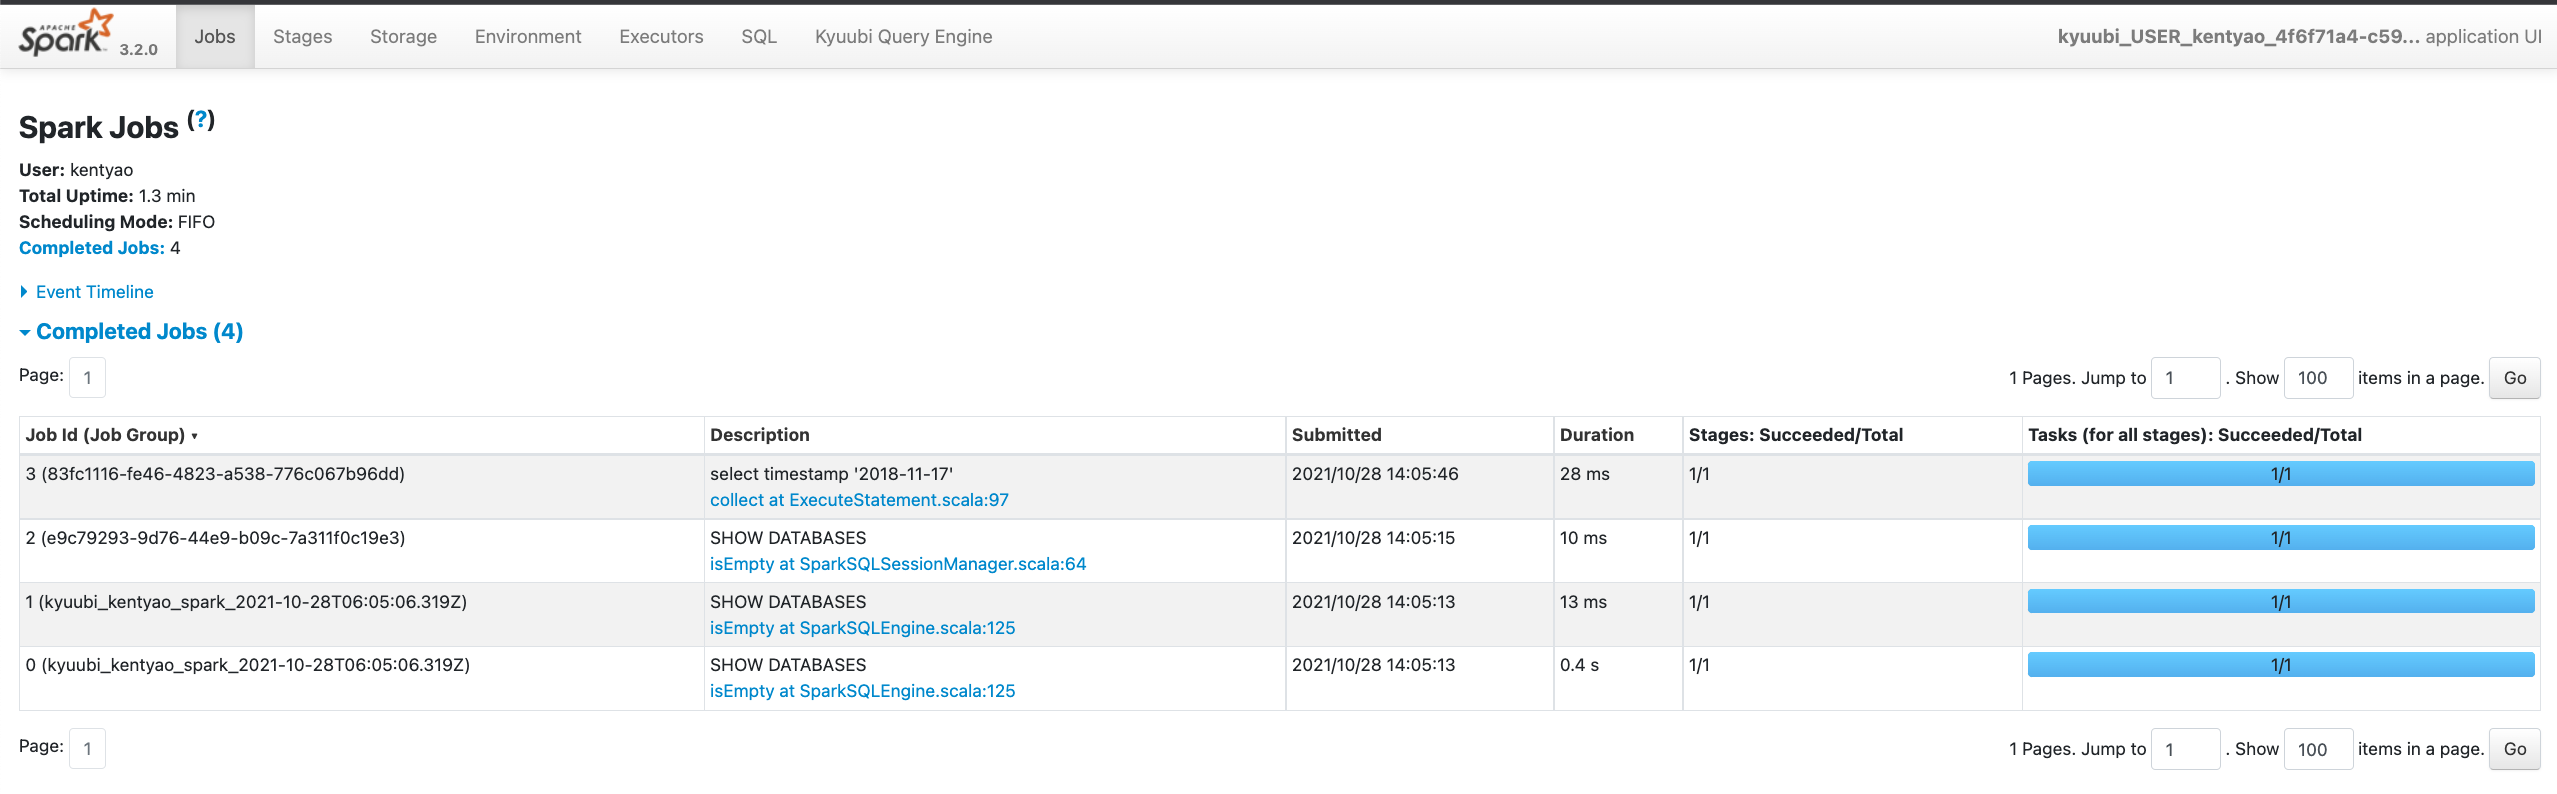 APACHE
Spark 3.2.0 Jobs Stages Storage Environment Executors SQL Kyuubi Query Engine kyuubi_USER_kentyao_4f6f71a4-c59... application UI
Spark Jobs (?)
User: kentyao
Total Uptime: 1.3 min
Scheduling Mode: FIFO
Completed Jobs: 4
Event Timeline
Completed Jobs (4)
Page: 1 1 Pages. Jump to 1 . Show 100 items in a page. Go
Job Id (Job Group) ▾ Description Submitted Duration Stages: Succeeded/Total Tasks (for all stages): Succeeded/Total
3 (83fc1116-fe46-4823-a538-776c067b96dd) select timestamp '2018-11-17' 2021/10/28 14:05:46 28 ms 1/1 1/1
collect at ExecuteStatement.scala:97
2 (e9c79293-9d76-44e9-b09c-7a311f0c19e3) SHOW DATABASES 2021/10/28 14:05:15 10 ms 1/1 1/1
isEmpty at SparkSQLSessionManager.scala:64
1 (kyuubi_kentyao_spark_2021-10-28T06:05:06.319Z) SHOW DATABASES 2021/10/28 14:05:13 13 ms 1/1 1/1
isEmpty at SparkSQLEngine.scala:125
0 (kyuubi_kentyao_spark_2021-10-28T06:05:06.319Z) SHOW DATABASES 2021/10/28 14:05:13 0.4 s 1/1 1/1
isEmpty at SparkSQLEngine.scala:125
Page: 1 1 Pages. Jump to 1 . Show 100 items in a page. Go